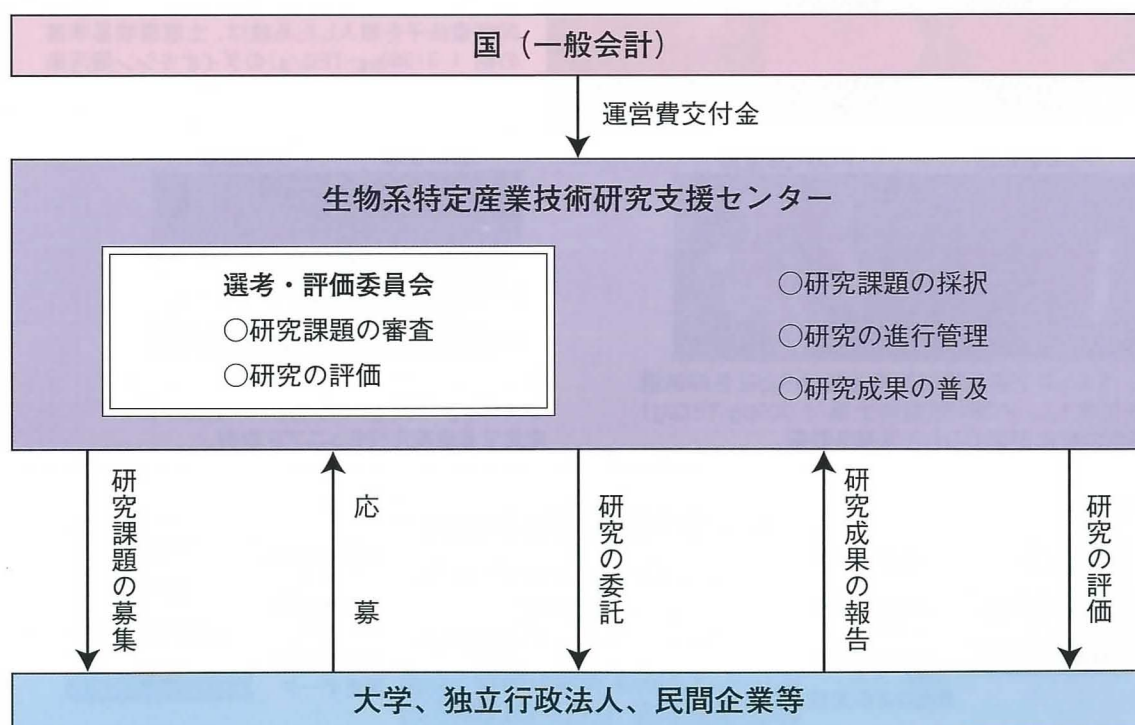 国（一般会計）
運営費交付金
生物系特定産業技術研究支援センター
選考・評価委員会
○研究課題の審査
○研究の評価
○研究課題の採択
○研究の進行管理
○研究成果の普及
研究課題の募集
応募
研究の委託
研究成果の報告
研究の評価
大学、独立行政法人、民間企業等